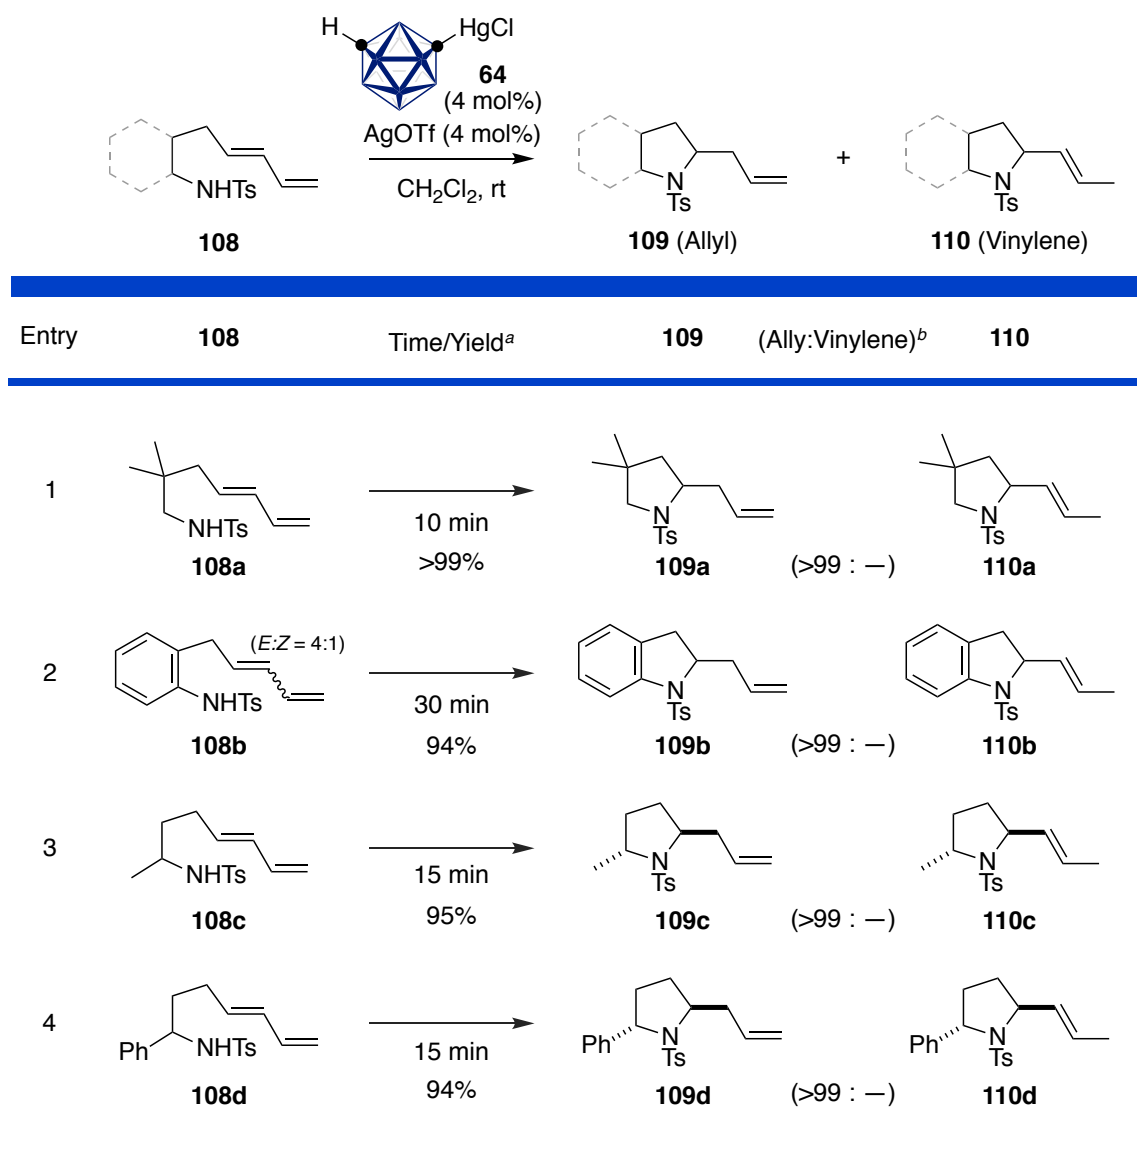 H
HgCl
64
(4 mol%)
AgOTf (4 mol%)
CH2Cl2, rt
NHTs
N
Ts
+
N
Ts
108
109 (Allyl)
110 (Vinylene)
Entry
108
Time/Yieldᵃ
109
(Ally:Vinylene)ᵇ
110
1
NHTs
108a
10 min
>99%
N
Ts
109a
(>99 : —)
N
Ts
110a
2
(E:Z = 4:1)
NHTs
108b
30 min
94%
N
Ts
109b
(>99 : —)
N
Ts
110b
3
NHTs
108c
15 min
95%
N
Ts
109c
(>99 : —)
N
Ts
110c
4
Ph
NHTs
108d
15 min
94%
Ph
N
Ts
109d
(>99 : —)
Ph
N
Ts
110d